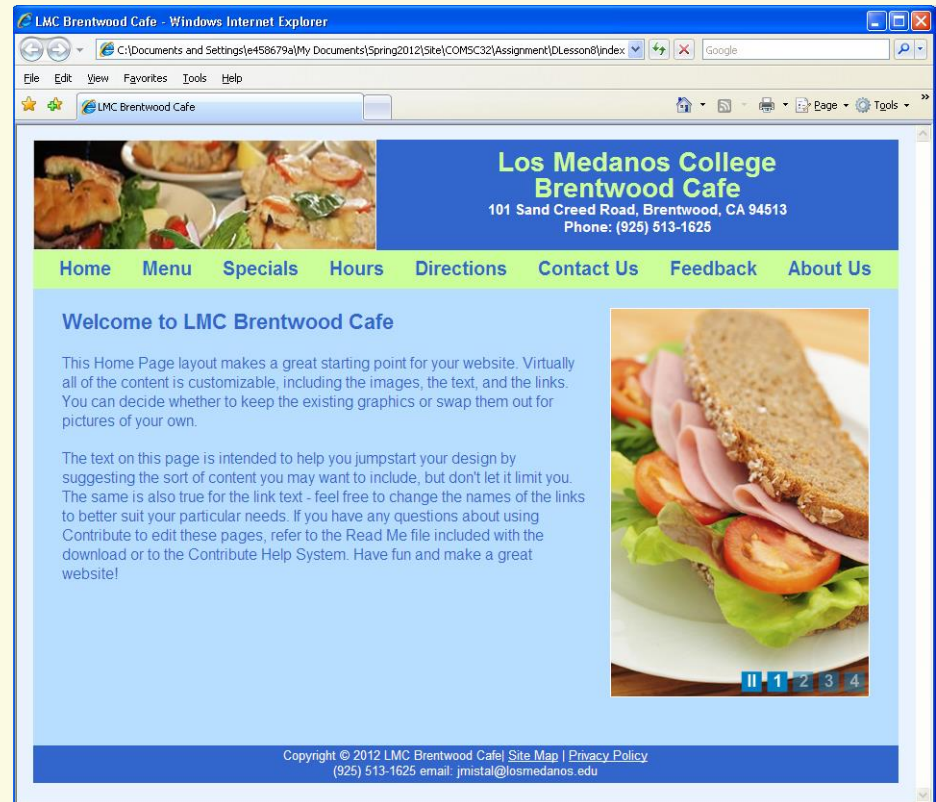 LMC Brentwood Cafe - Windows Internet Explorer
C:\Documents and Settings\e458679a\My Documents\Spring2012\Site\COMSC32\Assignment\DLesson8\index
Google
File Edit View Favorites Tools Help
LMC Brentwood Cafe
Page Tools »
Los Medanos College
Brentwood Cafe
101 Sand Creed Road, Brentwood, CA 94513
Phone: (925) 513-1625
Home Menu Specials Hours Directions Contact Us Feedback About Us
Welcome to LMC Brentwood Cafe
This Home Page layout makes a great starting point for your website. Virtually
all of the content is customizable, including the images, the text, and the links.
You can decide whether to keep the existing graphics or swap them out for
pictures of your own.
The text on this page is intended to help you jumpstart your design by
suggesting the sort of content you may want to include, but don't let it limit you.
The same is also true for the link text - feel free to change the names of the links
to better suit your particular needs. If you have any questions about using
Contribute to edit these pages, refer to the Read Me file included with the
download or to the Contribute Help System. Have fun and make a great
website!
1 2 3 4
Copyright © 2012 LMC Brentwood Cafe| Site Map | Privacy Policy
(925) 513-1625 email: jmistal@losmedanos.edu